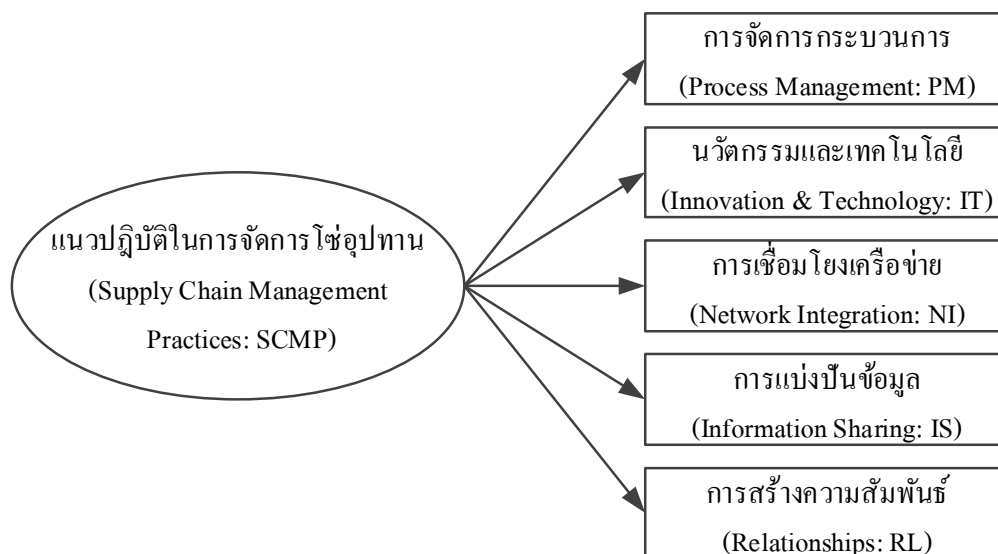 แนวปฎิบัติในการจัดการโซ่อุปทาน
(Supply Chain Management
Practices: SCMP)
การจัดการกระบวนการ
(Process Management: PM)
นวัตกรรมและเทคโนโลยี
(Innovation & Technology: IT)
การเชื่อมโยงเครือข่าย
(Network Integration: NI)
การแบ่งปันข้อมูล
(Information Sharing: IS)
การสร้างความสัมพันธ์
(Relationships: RL)